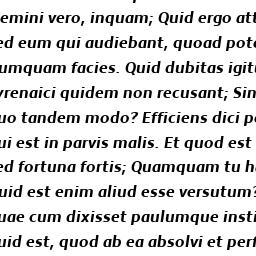 emini vero, inquam; Quid ergo att
ed eum qui audiebant, quoad pote
umquam facies. Quid dubitas igitu
yrenaici quidem non recusant; Sin
uo tandem modo? Efficiens dici p
ui est in parvis malis. Et quod est
ed fortuna fortis; Quamquam tu h
uid est enim aliud esse versutum?
uae cum dixisset paulumque insti
uid est, quod ab ea absolvi et perf